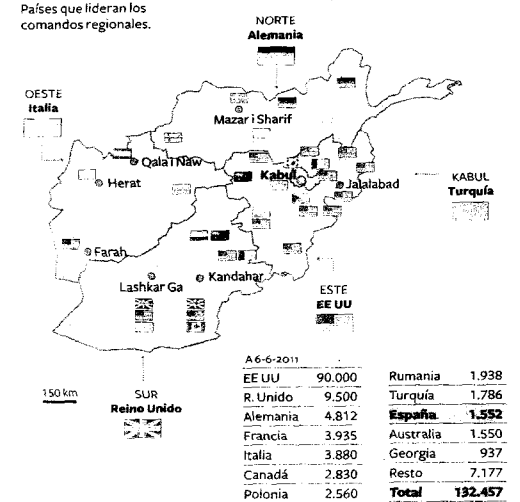 Países que lideran los
comandos regionales.
NORTE
Alemania
OESTE
Italia
Mazar i Sharif
Qala i Naw
Herat
Kabul
Jalalabad
KABUL
Turquía
Farah
Lashkar Ga
Kandahar
ESTE
EE UU
150 km
SUR
Reino Unido
A 6-6-2011
EE UU 90.000
R. Unido 9.500
Alemania 4.812
Francia 3.935
Italia 3.880
Canadá 2.830
Polonia 2.560
Rumania 1.938
Turquía 1.786
España 1.552
Australia 1.550
Georgia 937
Resto 7.177
Total 132.457